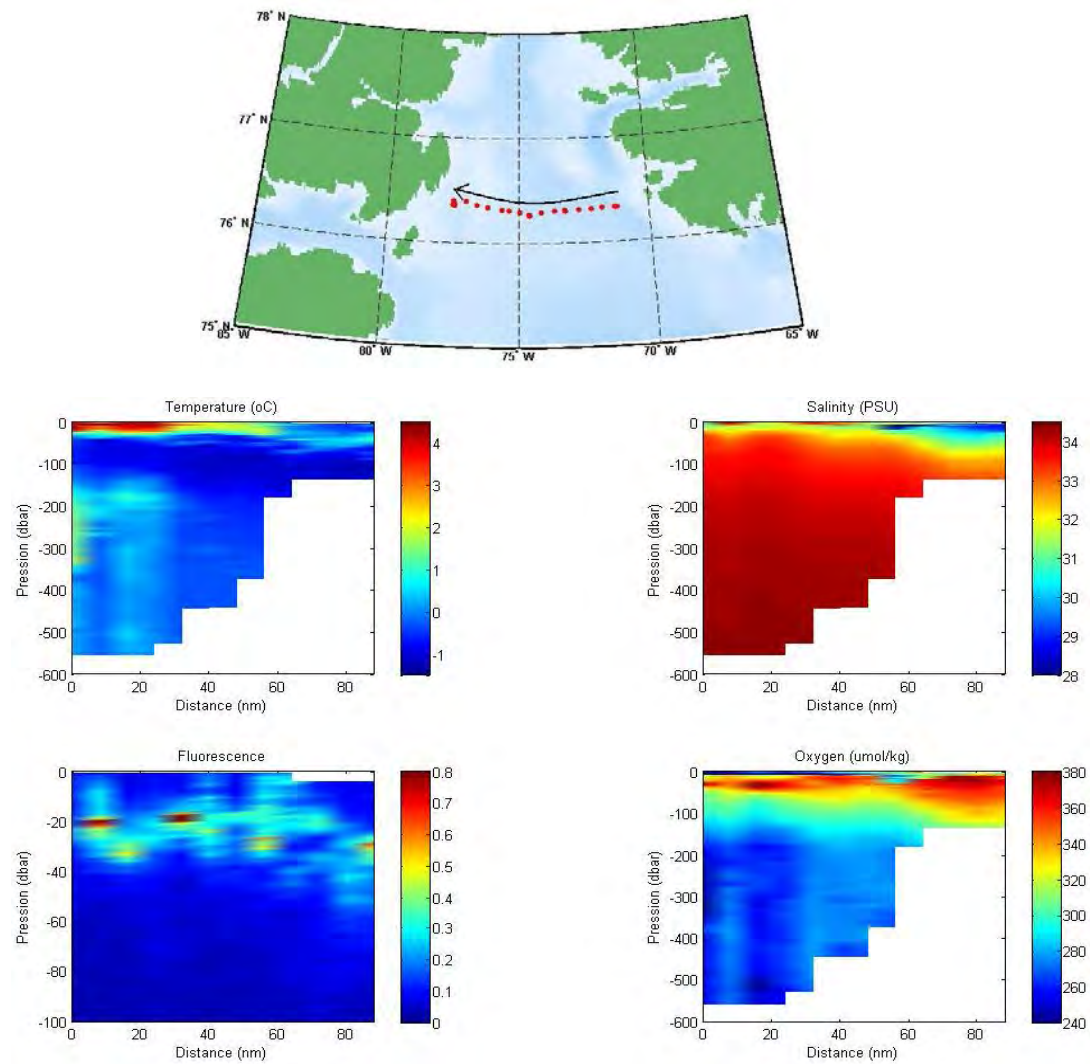 78° N
77° N
76° N
75° N
85° W
80° W
75° W
70° W
65° W
Temperature (oC)
0
-100
-200
-300
-400
-500
-600
Pression (dbar)
0 20 40 60 80
Distance (nm)
4
3
2
1
0
-1
Salinity (PSU)
0
-100
-200
-300
-400
-500
-600
Pression (dbar)
0 20 40 60 80
Distance (nm)
34
33
32
31
30
29
28
Fluorescence
0
-20
-40
-60
-80
-100
Pression (dbar)
0 20 40 60 80
Distance (nm)
0.8
0.7
0.6
0.5
0.4
0.3
0.2
0.1
0
Oxygen (umol/kg)
0
-100
-200
-300
-400
-500
-600
Pression (dbar)
0 20 40 60 80
Distance (nm)
380
360
340
320
300
280
260
240